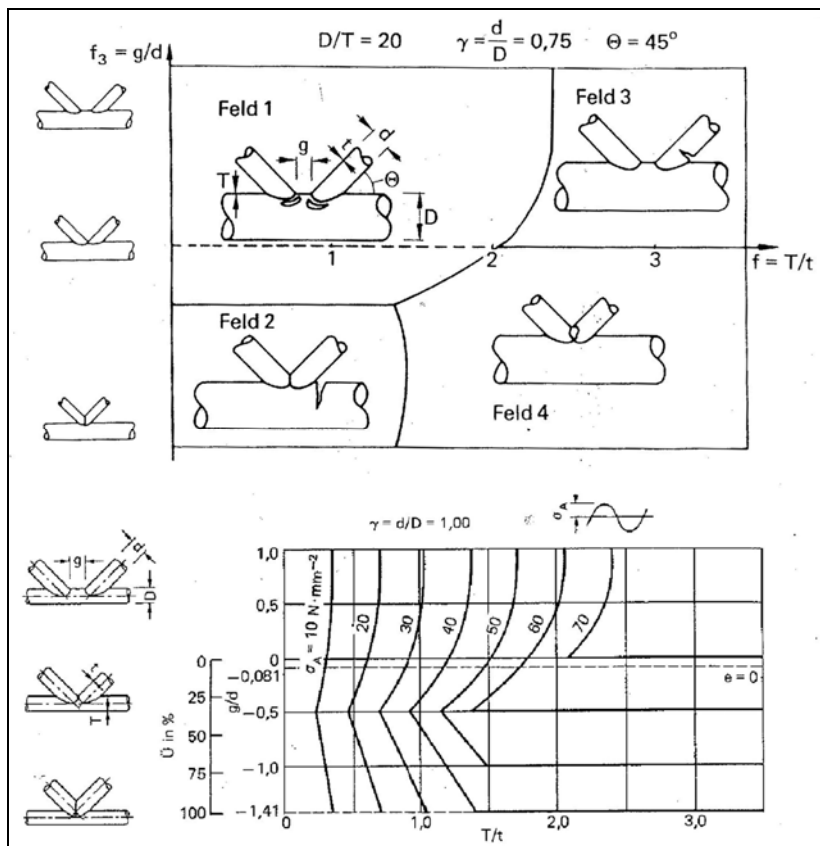 f₃ = g/d
D/T = 20 γ = d/D = 0,75 Θ = 45°
Feld 1
g
t
d
Θ
T
D
Feld 3
1
2
3
f = T/t
Feld 2
Feld 4
γ = d/D = 1,00
σA
g
d
D
t
T
1,0
0,5
0
−0,081
−0,5
−1,0
−1,41
g/d
0
25
50
75
100
Ü in %
σA = 10 N·mm⁻²
20
30
40
50
60
70
e = 0
0
1,0
2,0
3,0
T/t